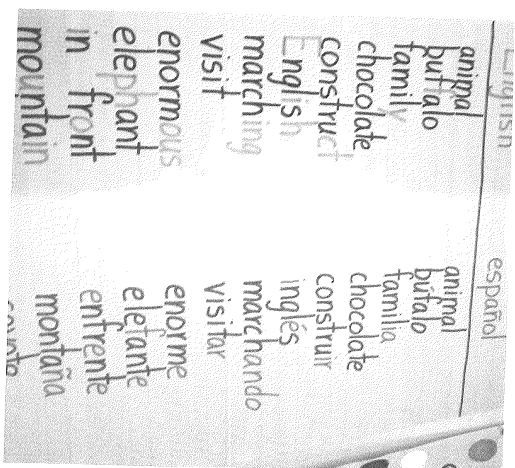 English español
animal animal
buffalo búfalo
family familia
chocolate chocolate
construct construir
English inglés
marching marchando
visit visitar
enormous enorme
elephant elefante
in front enfrente
mountain montaña